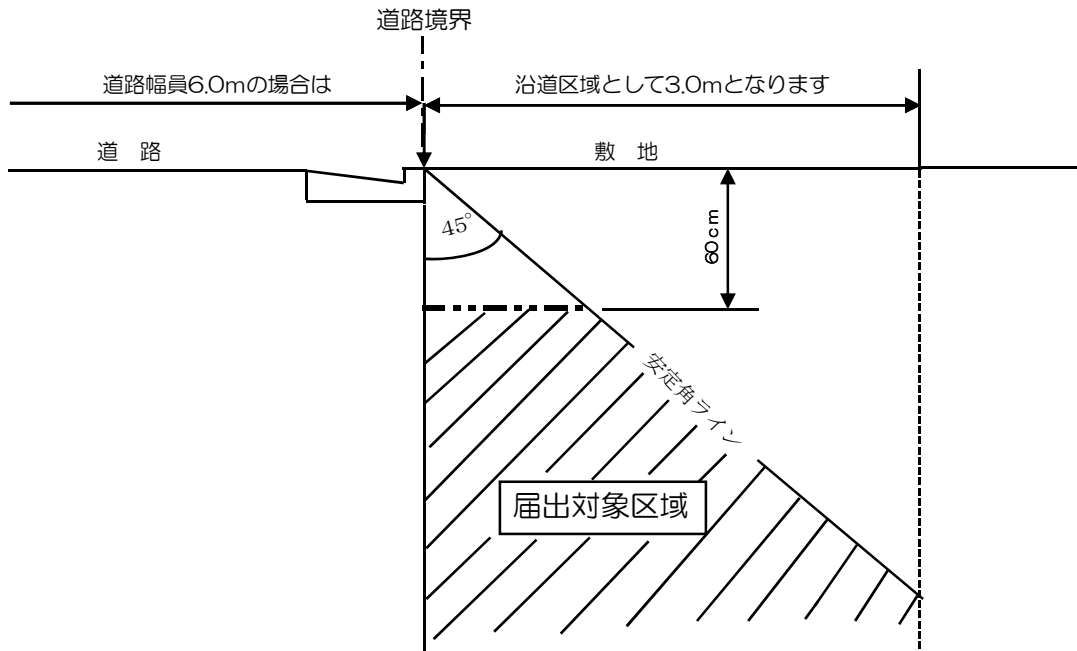 道路境界
道路幅員6.0mの場合は
沿道区域として3.0mとなります
道　路
敷　地
45°
60cm
安定角ライン
届出対象区域